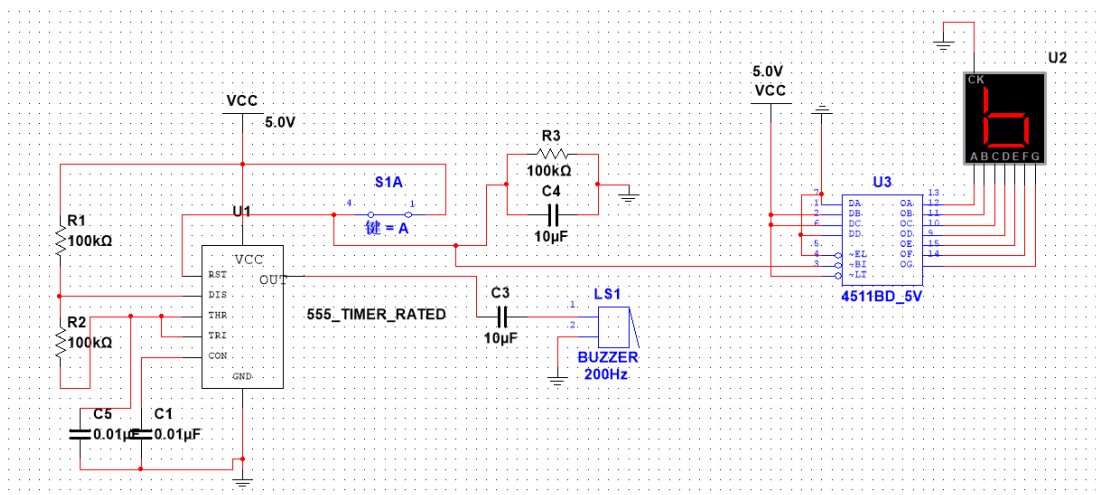 VCC
5.0V
R1
100kΩ
R2
100kΩ
U1
VCC
RST
OUT
DIS
THR
TRI
CON
GND
555_TIMER_RATED
C5
0.01µF
C1
0.01µF
S1A
4
1
键 = A
R3
100kΩ
C4
10µF
C3
10µF
LS1
1
2
BUZZER
200Hz
5.0V
VCC
U3
7
1
2
6
5
4
3
DA
DB
DC
DD
~EL
~BI
~LT
OA
OB
OC
OD
OE
OF
OG
13
12
11
10
9
15
14
4511BD_5V
U2
CK
b
A B C D E F G